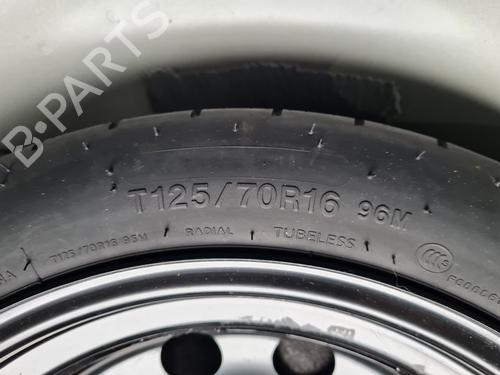 B-PARTS
T125/70R16 96M
T125/70R16 96M RADIAL TUBELESS